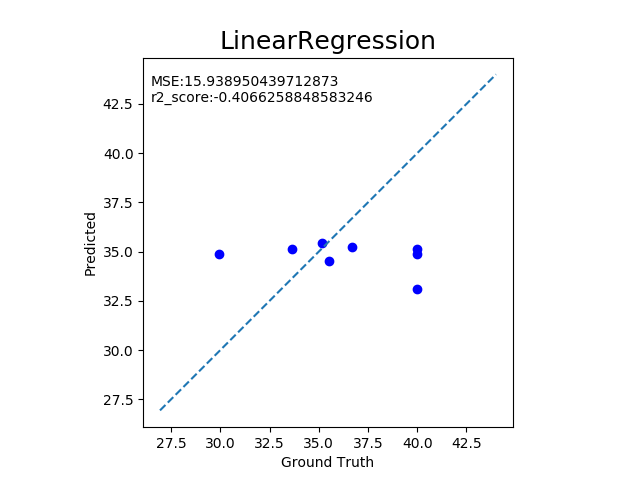 LinearRegression
MSE:15.938950439712873
r2_score:-0.4066258848583246
42.5
40.0
37.5
35.0
32.5
30.0
27.5
Predicted
27.5 30.0 32.5 35.0 37.5 40.0 42.5
Ground Truth